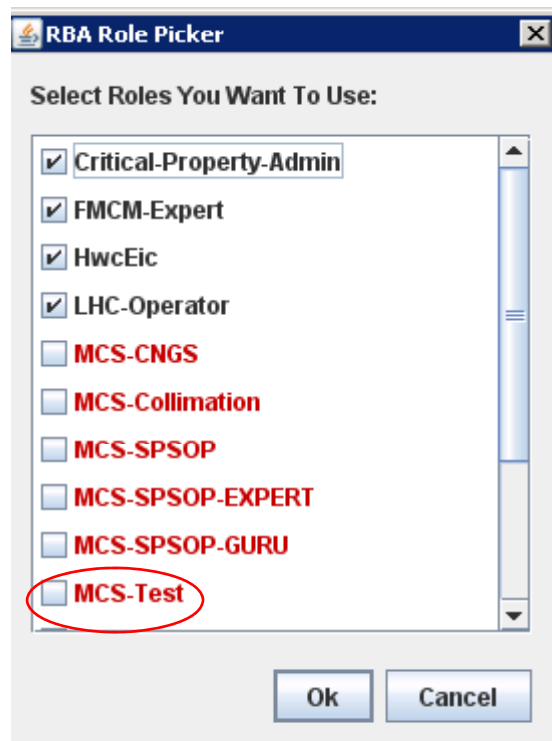 RBA Role Picker
Select Roles You Want To Use:
Critical-Property-Admin
FMCM-Expert
HwcEic
LHC-Operator
MCS-CNGS
MCS-Collimation
MCS-SPSOP
MCS-SPSOP-EXPERT
MCS-SPSOP-GURU
MCS-Test
Ok Cancel